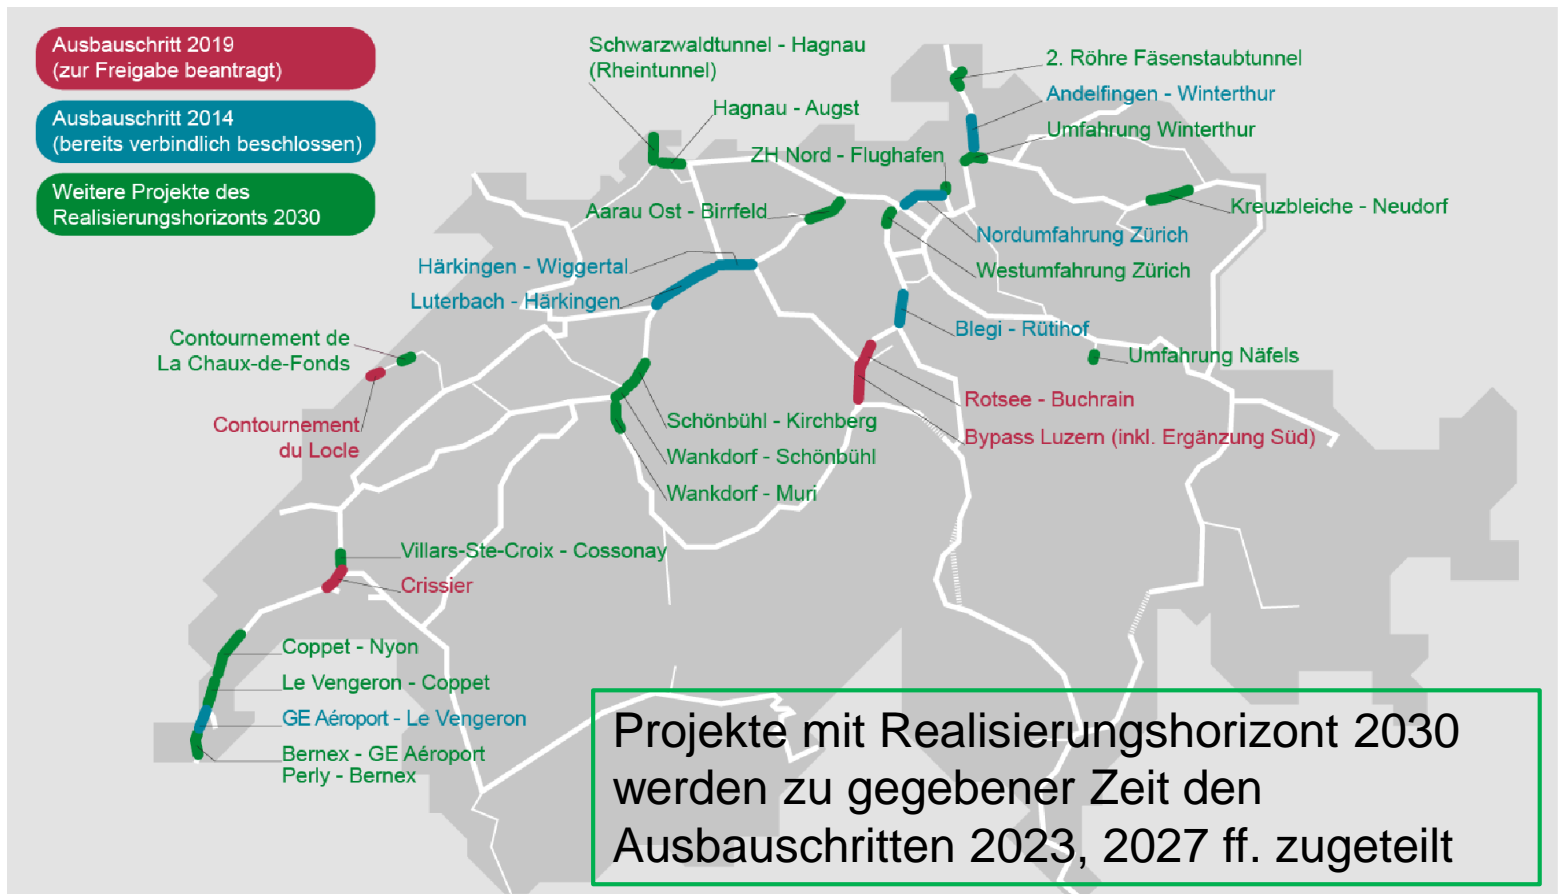 Ausbauschritt 2019
(zur Freigabe beantragt)
Ausbauschritt 2014
(bereits verbindlich beschlossen)
Weitere Projekte des
Realisierungshorizonts 2030
Schwarzwaldtunnel - Hagnau
(Rheintunnel)
Hagnau - Augst
2. Röhre Fäsenstaubtunnel
Andelfingen - Winterthur
Umfahrung Winterthur
ZH Nord - Flughafen
Aarau Ost - Birrfeld
Kreuzbleiche - Neudorf
Nordumfahrung Zürich
Westumfahrung Zürich
Härkingen - Wiggertal
Luterbach - Härkingen
Blegi - Rütihof
Contournement de
La Chaux-de-Fonds
Umfahrung Näfels
Contournement
du Locle
Rotsee - Buchrain
Bypass Luzern (inkl. Ergänzung Süd)
Schönbühl - Kirchberg
Wankdorf - Schönbühl
Wankdorf - Muri
Villars-Ste-Croix - Cossonay
Crissier
Coppet - Nyon
Le Vengeron - Coppet
GE Aéroport - Le Vengeron
Bernex - GE Aéroport
Perly - Bernex
Projekte mit Realisierungshorizont 2030
werden zu gegebener Zeit den
Ausbauschritten 2023, 2027 ff. zugeteilt